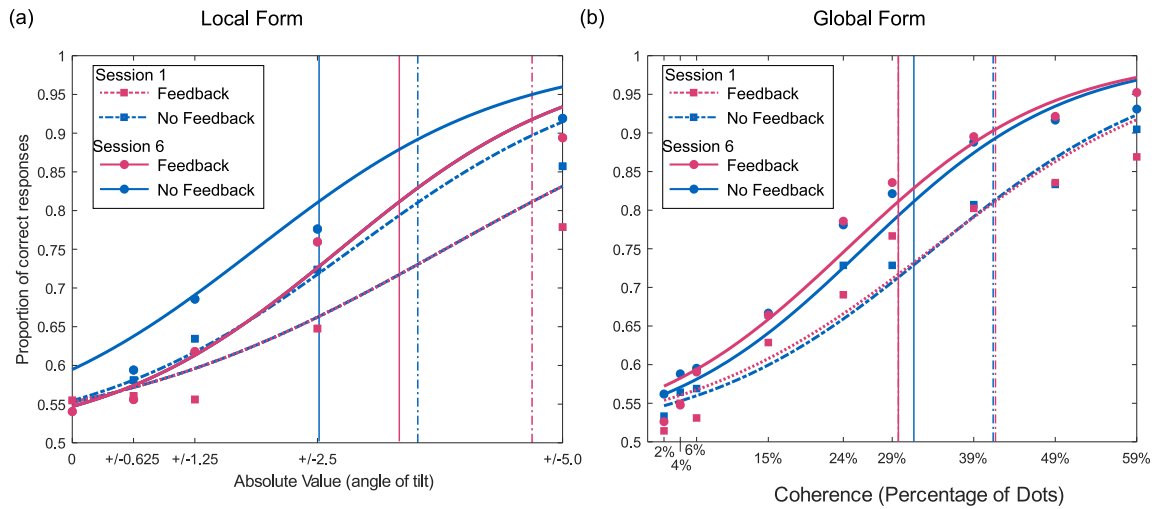 (a)
Local Form
Proportion of correct responses
1
0.95
0.9
0.85
0.8
0.75
0.7
0.65
0.6
0.55
0.5
Session 1
Feedback
No Feedback
Session 6
Feedback
No Feedback
0
+/-0.625
+/-1.25
+/-2.5
+/-5.0
Absolute Value (angle of tilt)
(b)
Global Form
1
0.95
0.9
0.85
0.8
0.75
0.7
0.65
0.6
0.55
0.5
Session 1
Feedback
No Feedback
Session 6
Feedback
No Feedback
2%
4%
6%
15%
24%
29%
39%
49%
59%
Coherence (Percentage of Dots)